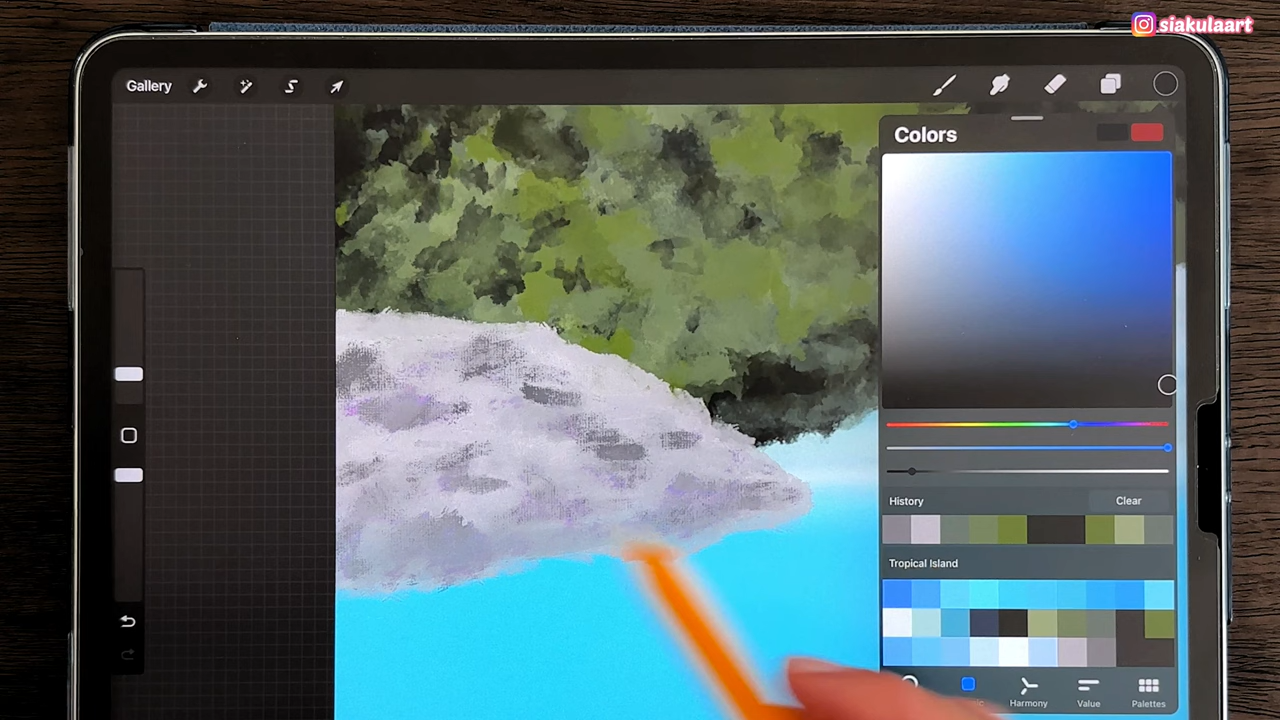 siakulaart
Gallery
Colors
History
Clear
Tropical Island
Harmony
Value
Palettes